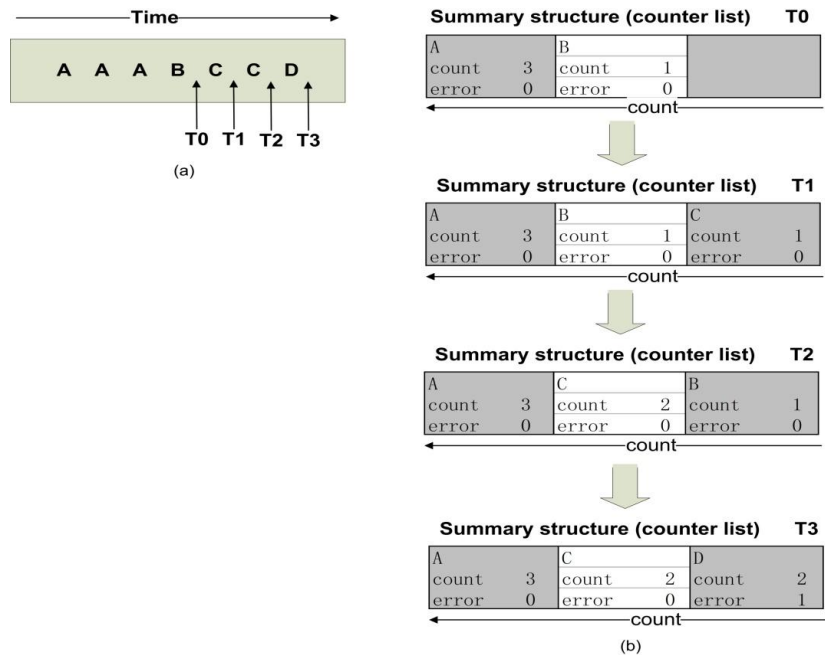 Time
A A A B C C D
T0 T1 T2 T3
(a)
Summary structure (counter list) T0
A B
count 3 count 1
error 0 error 0
count
Summary structure (counter list) T1
A B C
count 3 count 1 count 1
error 0 error 0 error 0
count
Summary structure (counter list) T2
A C B
count 3 count 2 count 1
error 0 error 0 error 0
count
Summary structure (counter list) T3
A C D
count 3 count 2 count 2
error 0 error 0 error 1
count
(b)